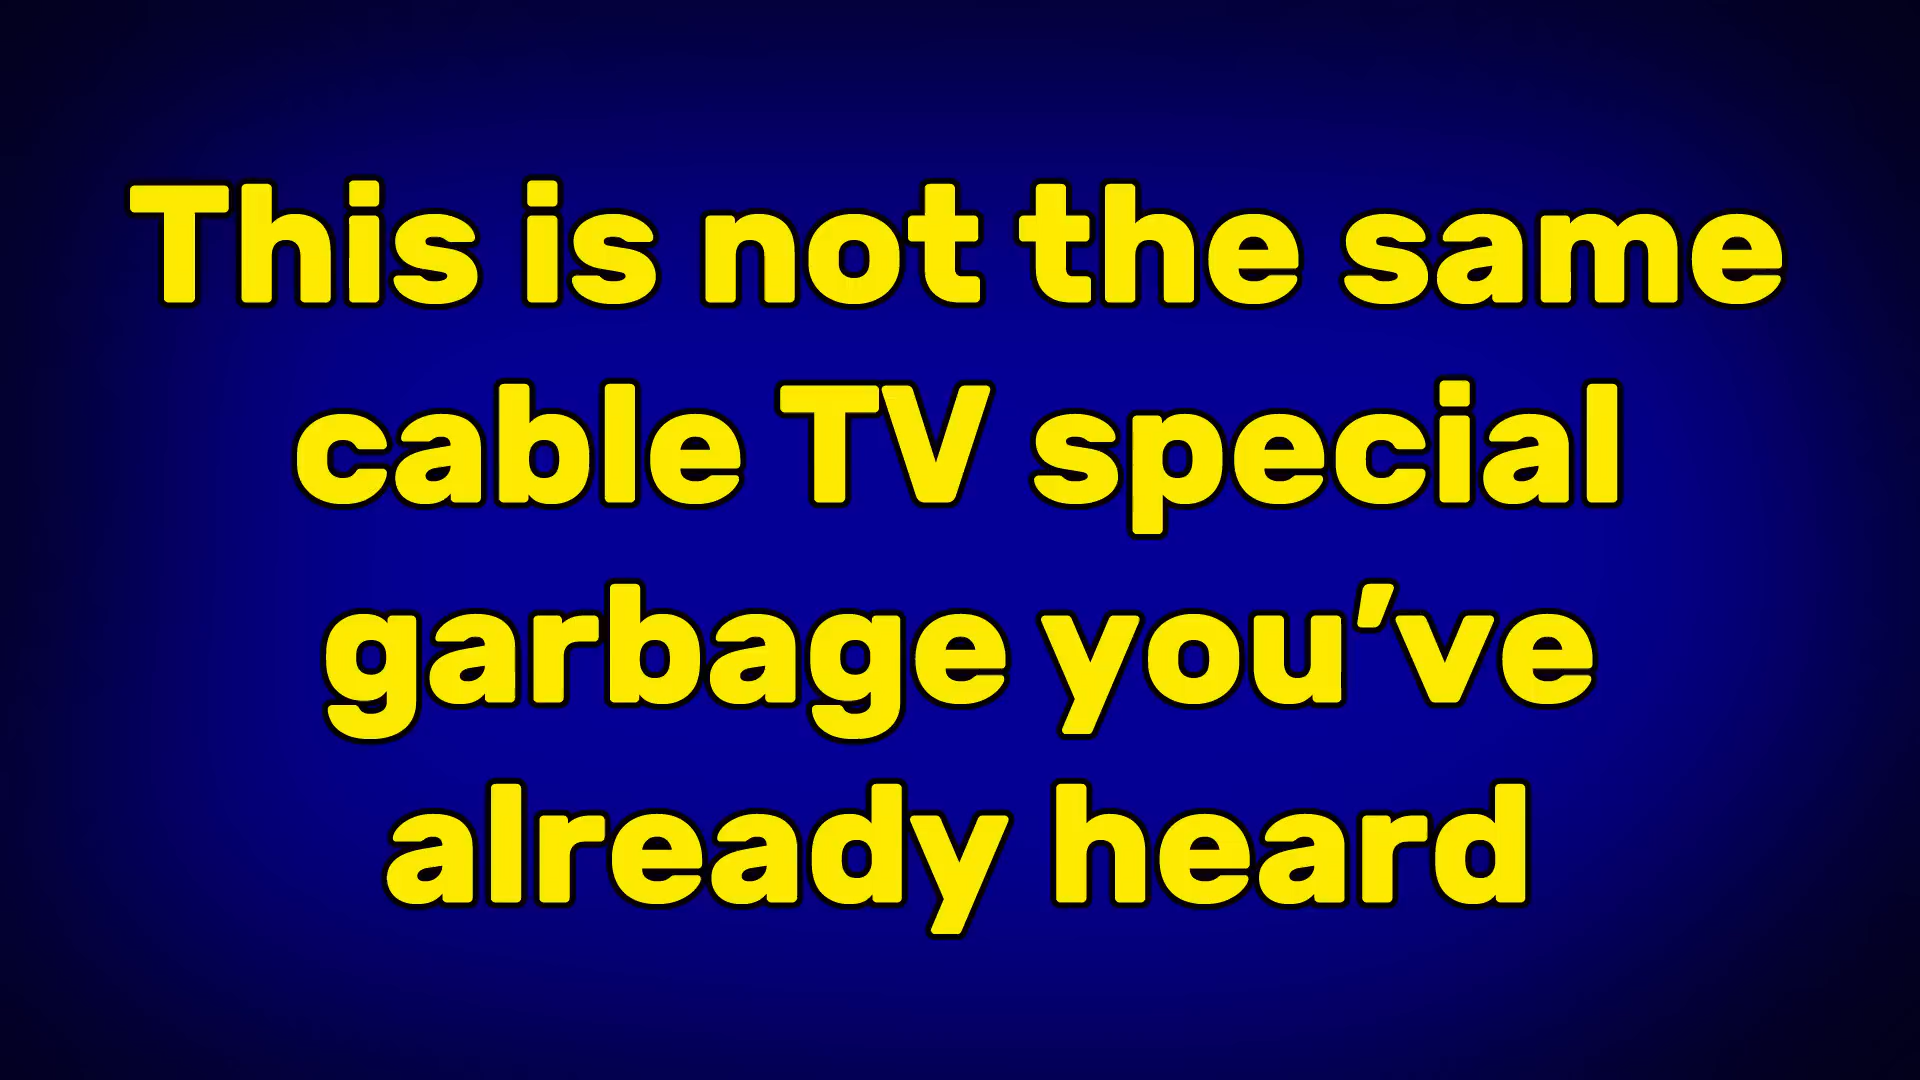 This is not the same
cable TV special
garbage you’ve
already heard